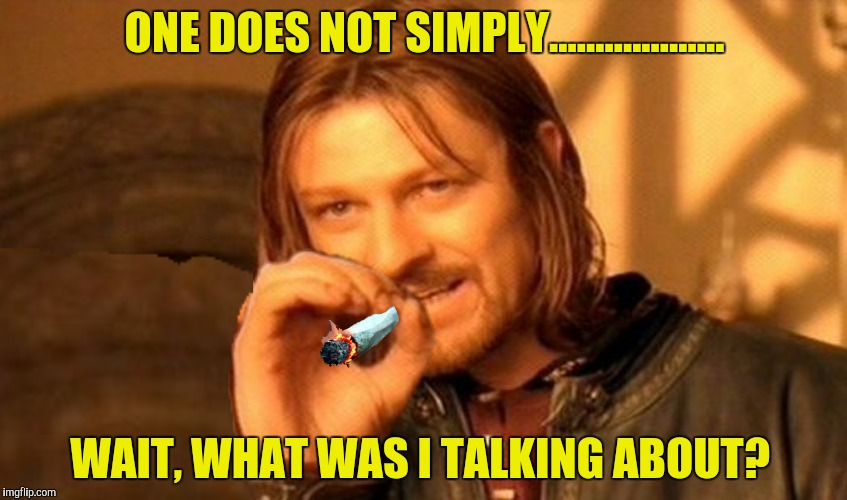 ONE DOES NOT SIMPLY...................
WAIT, WHAT WAS I TALKING ABOUT?
imgflip.com